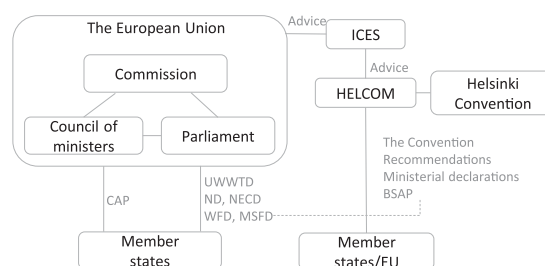 The European Union
Advice
ICES
Commission
Advice
HELCOM
Helsinki
Convention
Council of
ministers
Parliament
The Convention
Recommendations
Ministerial declarations
BSAP
CAP
UWWTD
ND, NECD
WFD, MSFD
Member
states
Member
states/EU